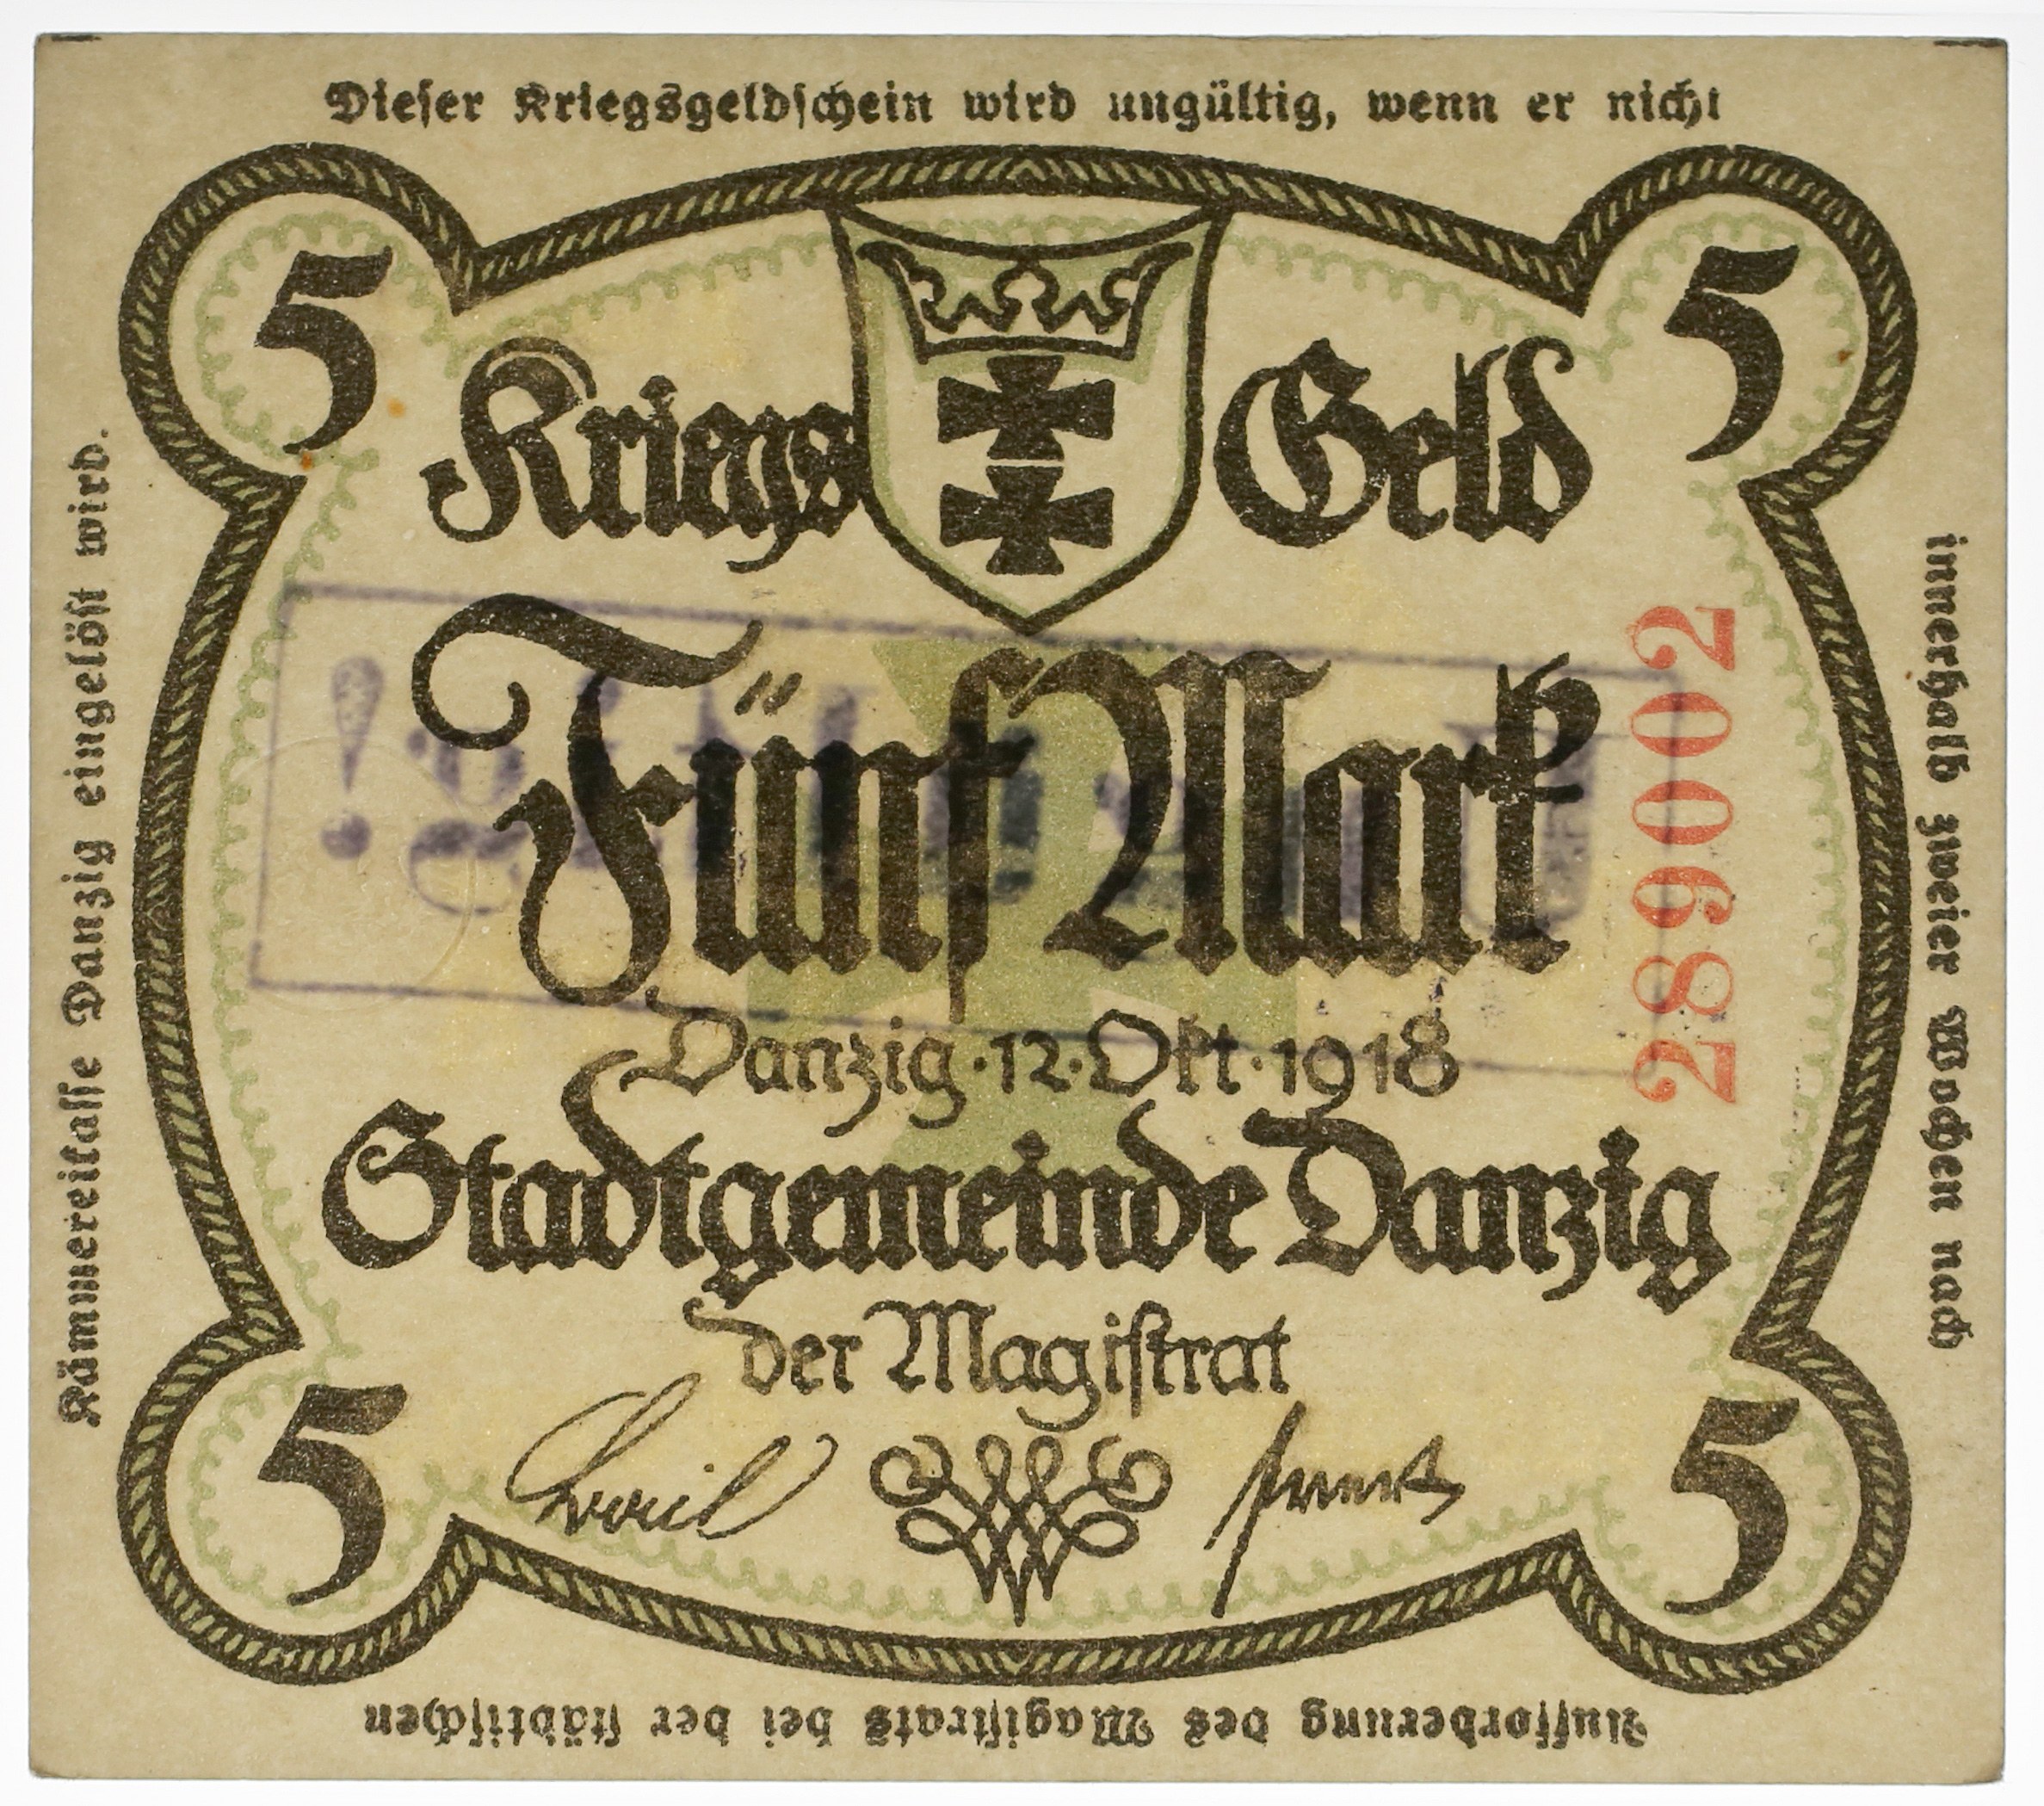 Dieser Kriegsgeldschein wird ungültig, wenn er nicht
innerhalb zweier Wochen nach
Aufforderung des Magistrats bei der städtischen
Kämmereikasse Danzig eingelöst wird.
5
5
Kriegs Geld
Fünf Mark
289002
Danzig·12·Okt·1918
Stadtgemeinde Danzig
der Magistrat
5
5